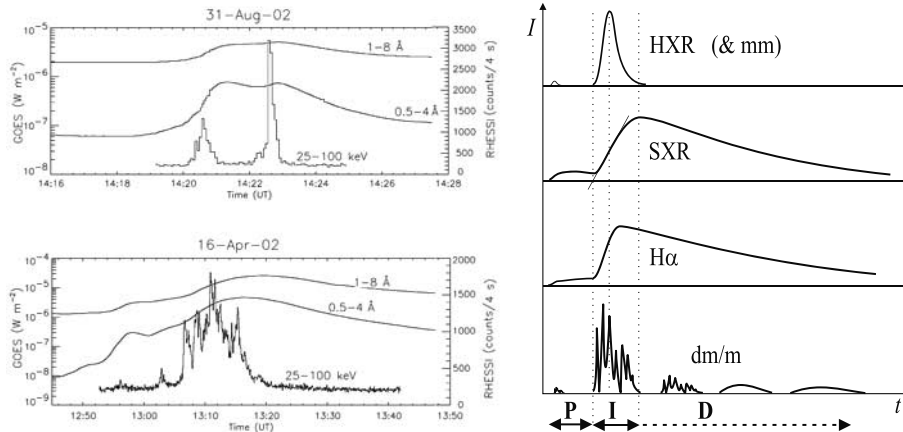 31-Aug-02
10⁻⁵
10⁻⁶
10⁻⁷
10⁻⁸
GOES (W m⁻²)
1-8 Å
0.5-4 Å
25-100 keV
3500
3000
2500
2000
1500
1000
500
0
RHESSI (counts/4 s)
14:16 14:18 14:20 14:22 14:24 14:26 14:28
Time (UT)
16-Apr-02
10⁻⁴
10⁻⁵
10⁻⁶
10⁻⁷
10⁻⁸
10⁻⁹
GOES (W m⁻²)
1-8 Å
0.5-4 Å
25-100 keV
2000
1500
1000
500
0
RHESSI (counts/4 s)
12:50 13:00 13:10 13:20 13:30 13:40 13:50
Time (UT)
I
HXR (& mm)
SXR
Hα
dm/m
t
P I D